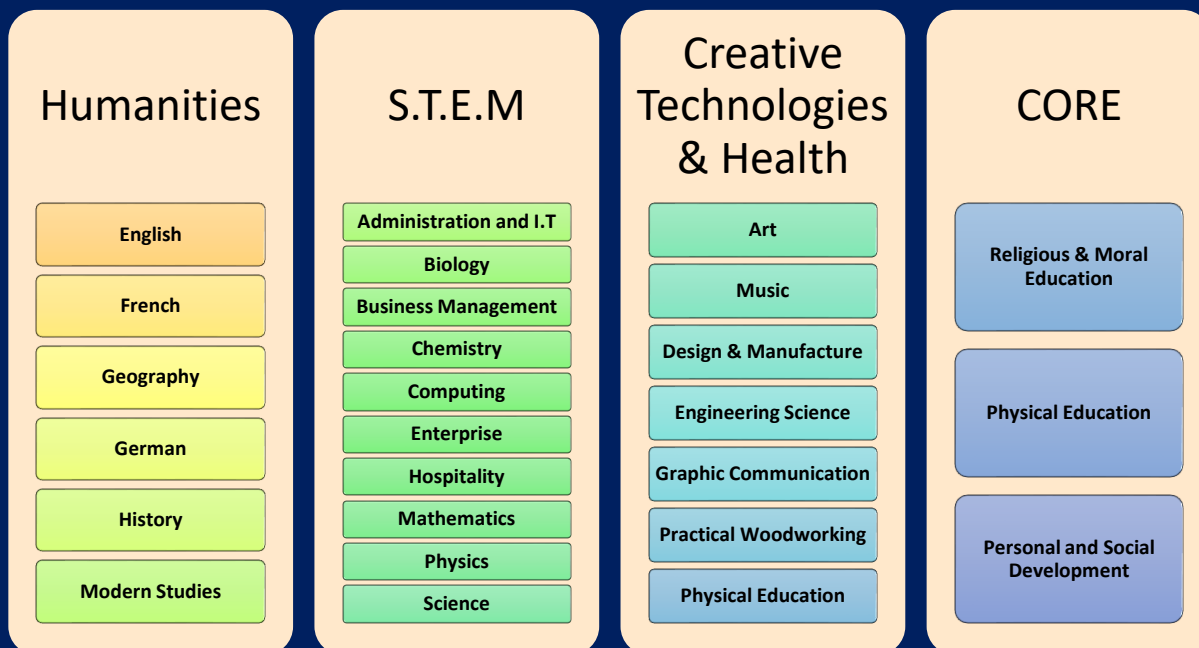 Humanities
English
French
Geography
German
History
Modern Studies
S.T.E.M
Administration and I.T
Biology
Business Management
Chemistry
Computing
Enterprise
Hospitality
Mathematics
Physics
Science
Creative
Technologies
& Health
Art
Music
Design & Manufacture
Engineering Science
Graphic Communication
Practical Woodworking
Physical Education
CORE
Religious & Moral
Education
Physical Education
Personal and Social
Development